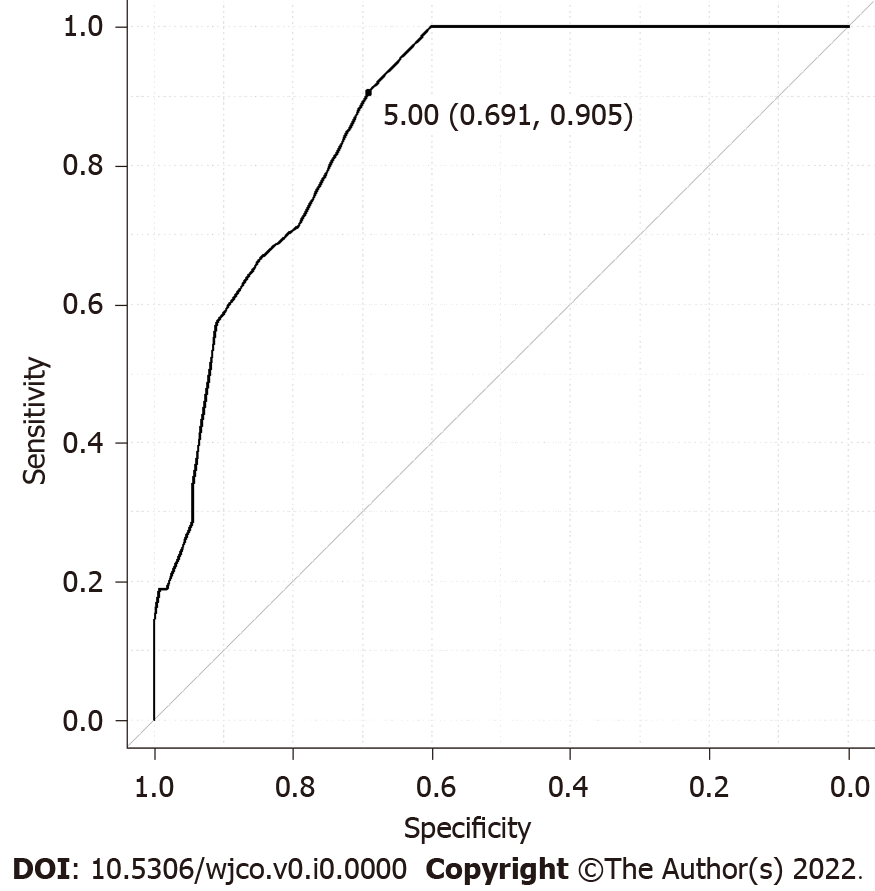 1.0
5.00 (0.691, 0.905)
0.8
0.6
Sensitivity
0.4
0.2
0.0
1.0 0.8 0.6 0.4 0.2 0.0
Specificity
DOI: 10.5306/wjco.v0.i0.0000 Copyright ©The Author(s) 2022.